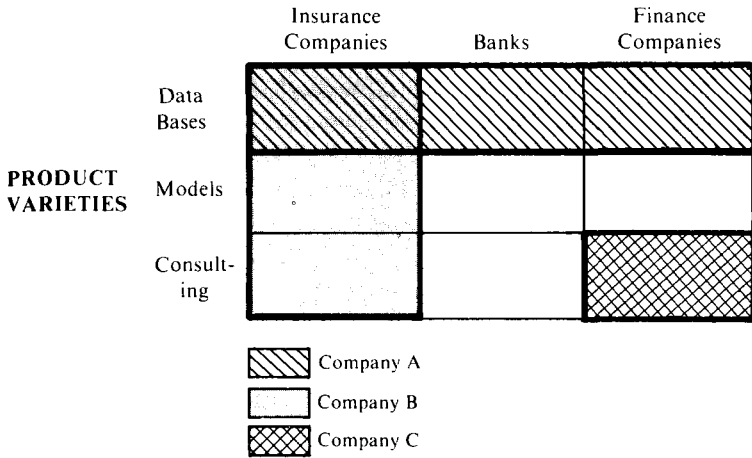 Insurance
Companies
Banks
Finance
Companies
Data
Bases
PRODUCT
VARIETIES
Models
Consult-
ing
Company A
Company B
Company C